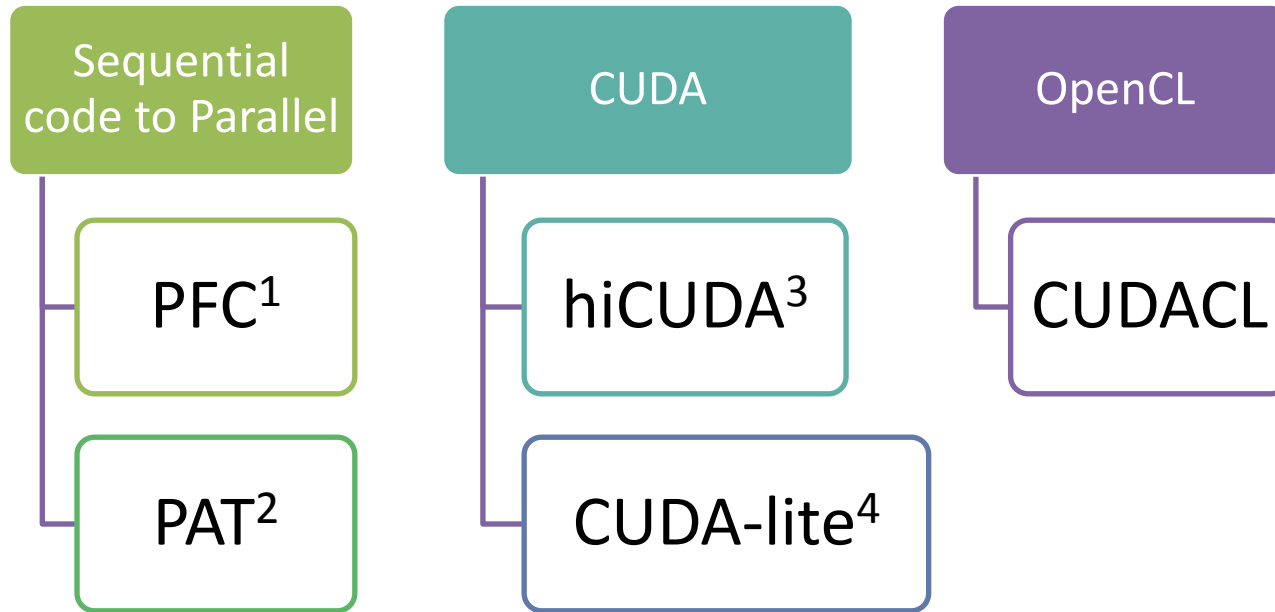 Sequential
code to Parallel
CUDA
OpenCL
PFC1
hiCUDA3
CUDACL
PAT2
CUDA-lite4